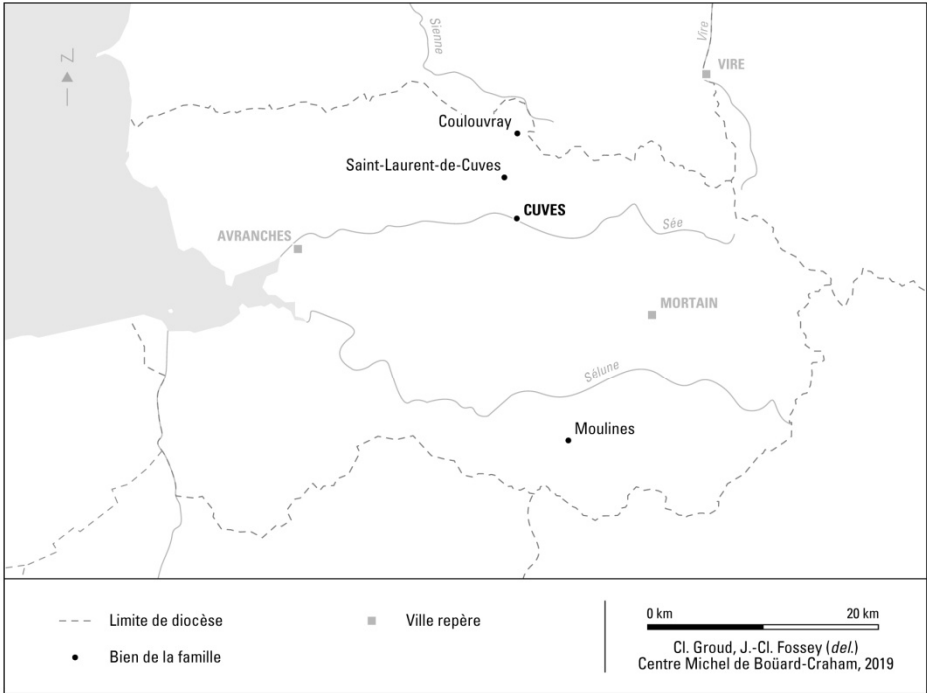 Sienne
Vire
Z
VIRE
Coulouvray
Saint-Laurent-de-Cuves
CUVES
Sée
AVRANCHES
MORTAIN
Sélune
Moulines
Limite de diocèse
Ville repère
Bien de la famille
0 km 20 km
Cl. Groud, J.-Cl. Fossey (del.)
Centre Michel de Boüard-Craham, 2019